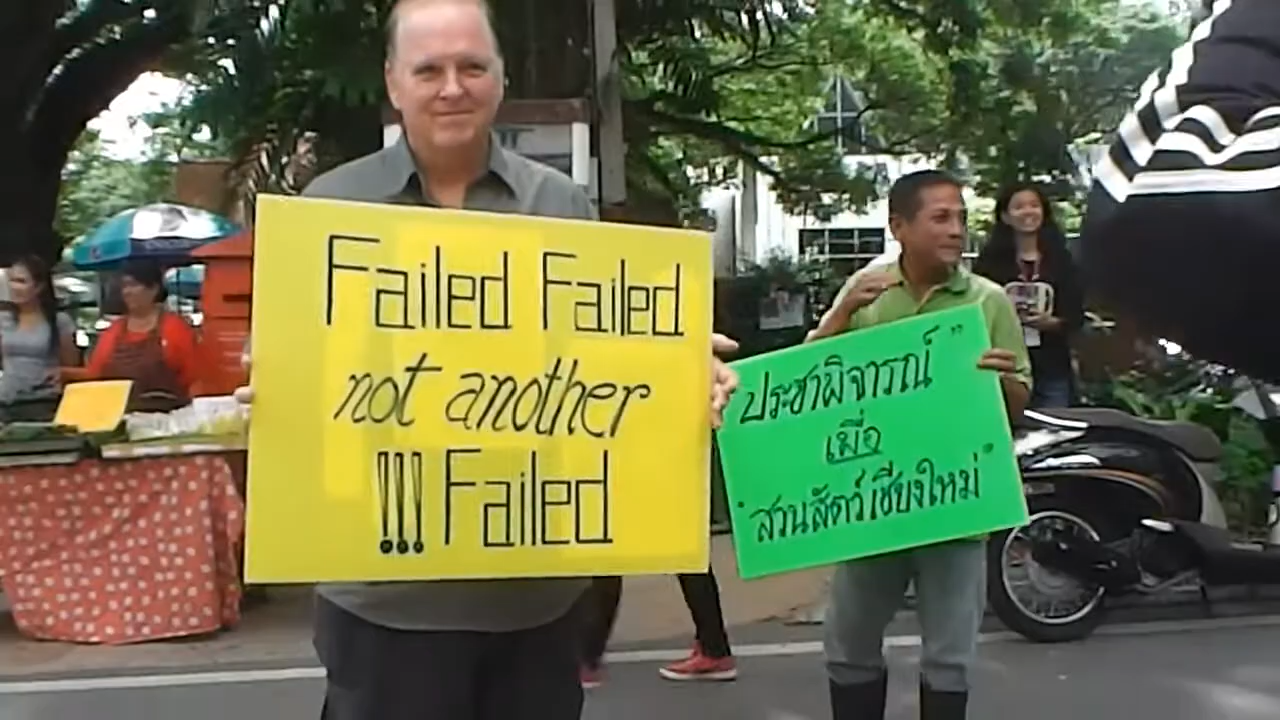 Failed Failed
not another
!!! Failed
ประชาพิจารณ์"
เมื่อ
"สวนสัตว์เชียงใหม่"